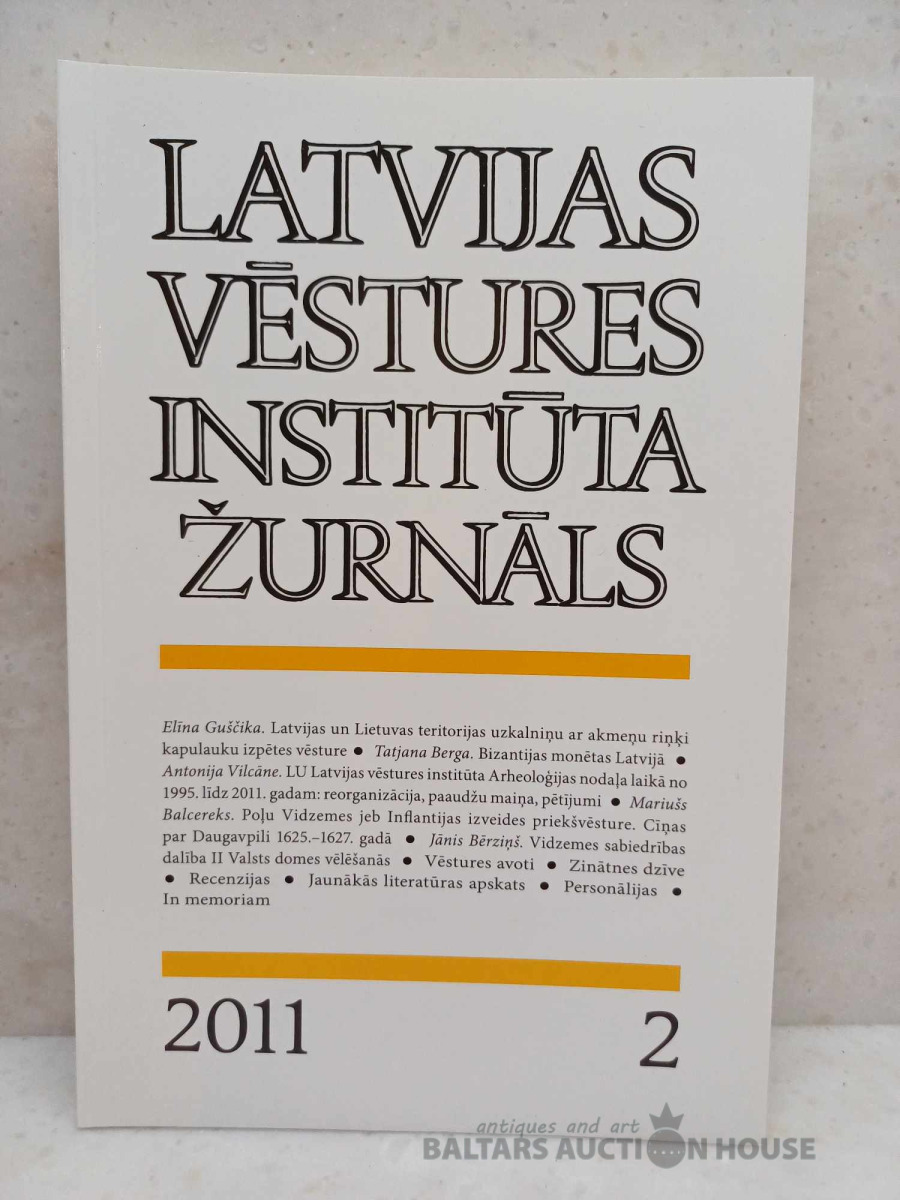 LATVIJAS
VĒSTURES
INSTITŪTA
ŽURNĀLS
Elīna Guščika. Latvijas un Lietuvas teritorijas uzkalniņu ar akmeņu riņķi
kapulauku izpētes vēsture ● Tatjana Berga. Bizantijas monētas Latvijā ●
Antonija Vilcāne. LU Latvijas vēstures institūta Arheoloģijas nodaļa laikā no
1995. līdz 2011. gadam: reorganizācija, paaudžu maiņa, pētījumi ● Mariušs
Balcereks. Poļu Vidzemes jeb Inflantijas izveides priekšvēsture. Cīņas
par Daugavpili 1625.–1627. gadā ● Jānis Bērziņš. Vidzemes sabiedrības
dalība II Valsts domes vēlēšanās ● Vēstures avoti ● Zinātnes dzīve
● Recenzijas ● Jaunākās literatūras apskats ● Personālijas ●
In memoriam
2011 2
antiques and art
BALTARS AUCTION HOUSE